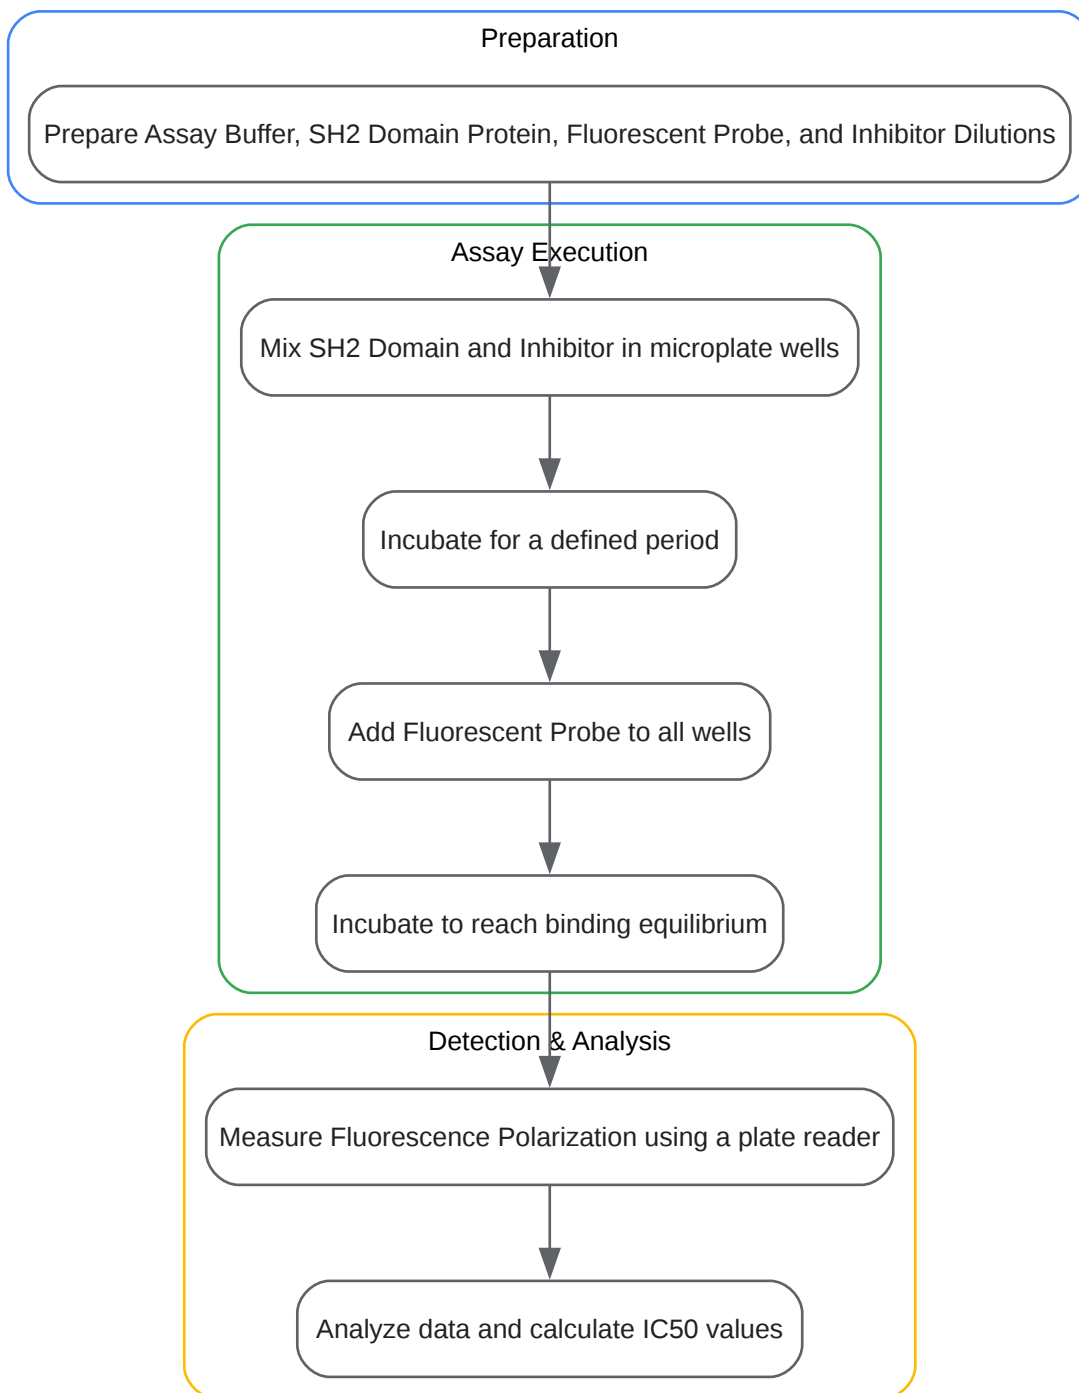 Preparation
Prepare Assay Buffer, SH2 Domain Protein, Fluorescent Probe, and Inhibitor Dilutions
Assay Execution
Mix SH2 Domain and Inhibitor in microplate wells
Incubate for a defined period
Add Fluorescent Probe to all wells
Incubate to reach binding equilibrium
Detection & Analysis
Measure Fluorescence Polarization using a plate reader
Analyze data and calculate IC50 values